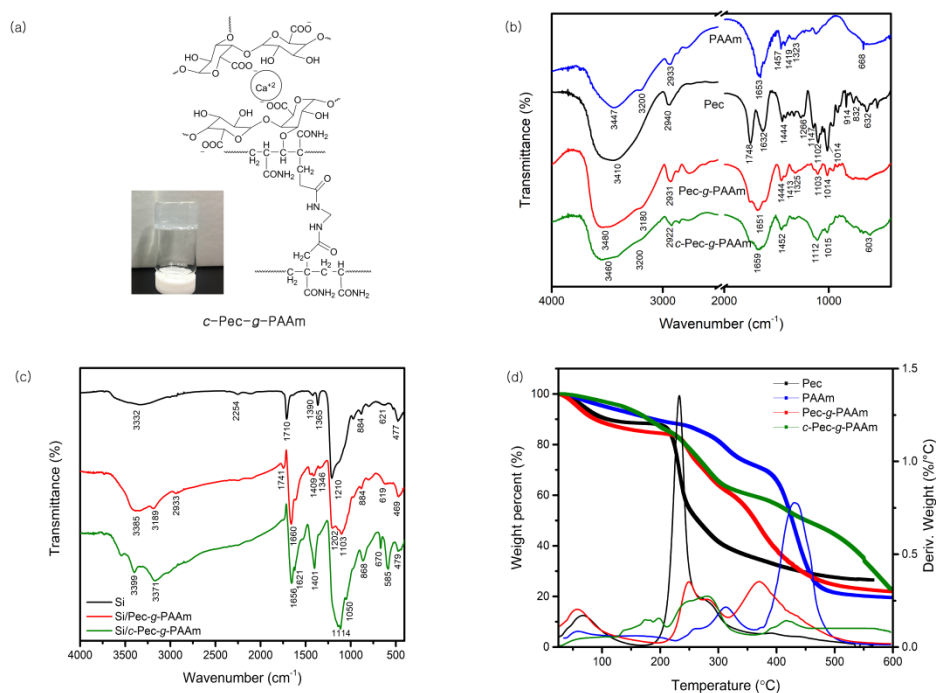 (a)
O
O⁻
O
O
O
HO
OH
OH
HO
O
COO⁻
O
Ca⁺²
COO⁻
O
OH
HO
OH
O
O
O
O
O
CONH₂
H₂
C
C
H
CONH₂
CH₂
O
HN
HN
O
CH₂
H₂
C
C
H₂
C
H
C
CONH₂
CONH₂
c-Pec-g-PAAm
(b)
Transmittance (%)
PAAm
3447
3200
2933
1653
1457
1419
1323
668
Pec
3410
2940
1748
1632
1444
1266
1147
1102
1014
914
832
632
Pec-g-PAAm
3480
3180
2931
1651
1444
1413
1325
1103
1014
c-Pec-g-PAAm
3460
3200
2922
1659
1452
1112
1015
603
4000
3000
2000
1000
Wavenumber (cm⁻¹)
(c)
Transmittance (%)
3332
2254
1710
1390
1365
1210
884
621
477
3385
3189
2933
1741
1660
1409
1346
1202
1103
884
619
469
3399
3371
1656
1621
1401
1114
1050
868
670
585
479
Si
Si/Pec-g-PAAm
Si/c-Pec-g-PAAm
4000
3500
3000
2500
2000
1500
1000
500
Wavenumber (cm⁻¹)
(d)
Pec
PAAm
Pec-g-PAAm
c-Pec-g-PAAm
Weight percent (%)
100
80
60
40
20
0
Deriv. Weight (%/°C)
1.5
1.0
0.5
0.0
100
200
300
400
500
600
Temperature (°C)